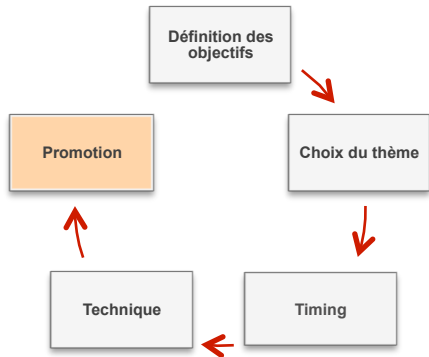 Définition des
objectifs
Choix du thème
Timing
Technique
Promotion